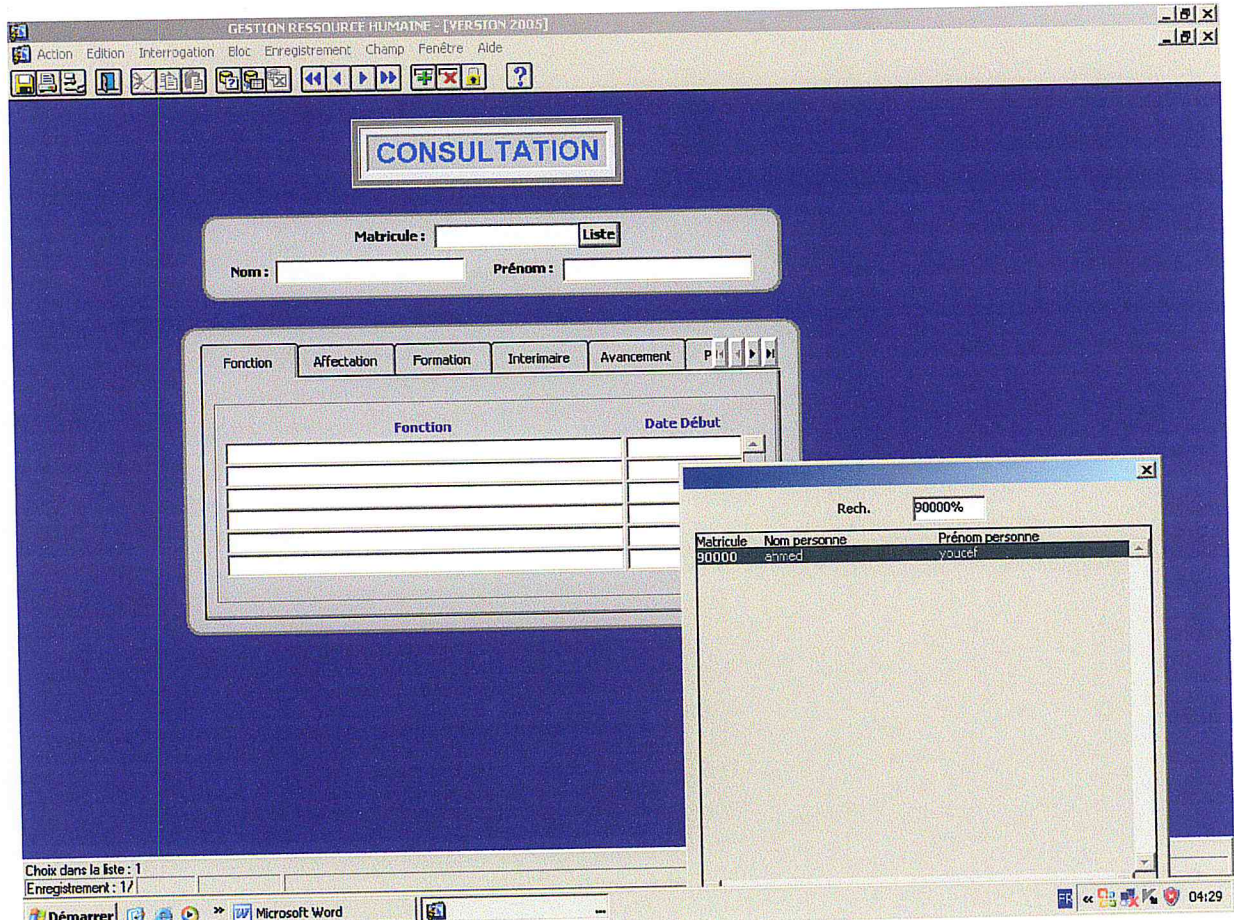 GESTION RESSOURCE HUMAINE - [VERSION 2005]
Action Edition Interrogation Bloc Enregistrement Champ Fenêtre Aide
CONSULTATION
Matricule : Liste
Nom : Prénom :
Fonction Affectation Formation Interimaire Avancement P
Fonction Date Début
Rech. 90000%
Matricule Nom personne Prénom personne
90000 ahmed youcef
Choix dans la liste : 1
Enregistrement : 1/
Démarrer » Microsoft Word FR « 04:29